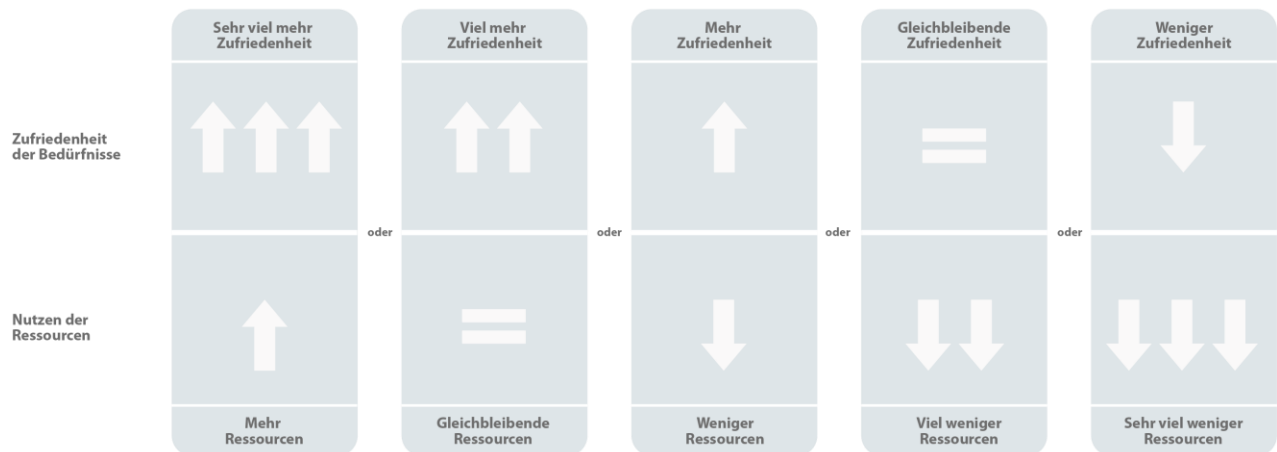 Sehr viel mehr
Zufriedenheit
Viel mehr
Zufriedenheit
Mehr
Zufriedenheit
Gleichbleibende
Zufriedenheit
Weniger
Zufriedenheit
Zufriedenheit
der Bedürfnisse
oder
oder
oder
oder
Nutzen der
Ressourcen
Mehr
Ressourcen
Gleichbleibende
Ressourcen
Weniger
Ressourcen
Viel weniger
Ressourcen
Sehr viel weniger
Ressourcen